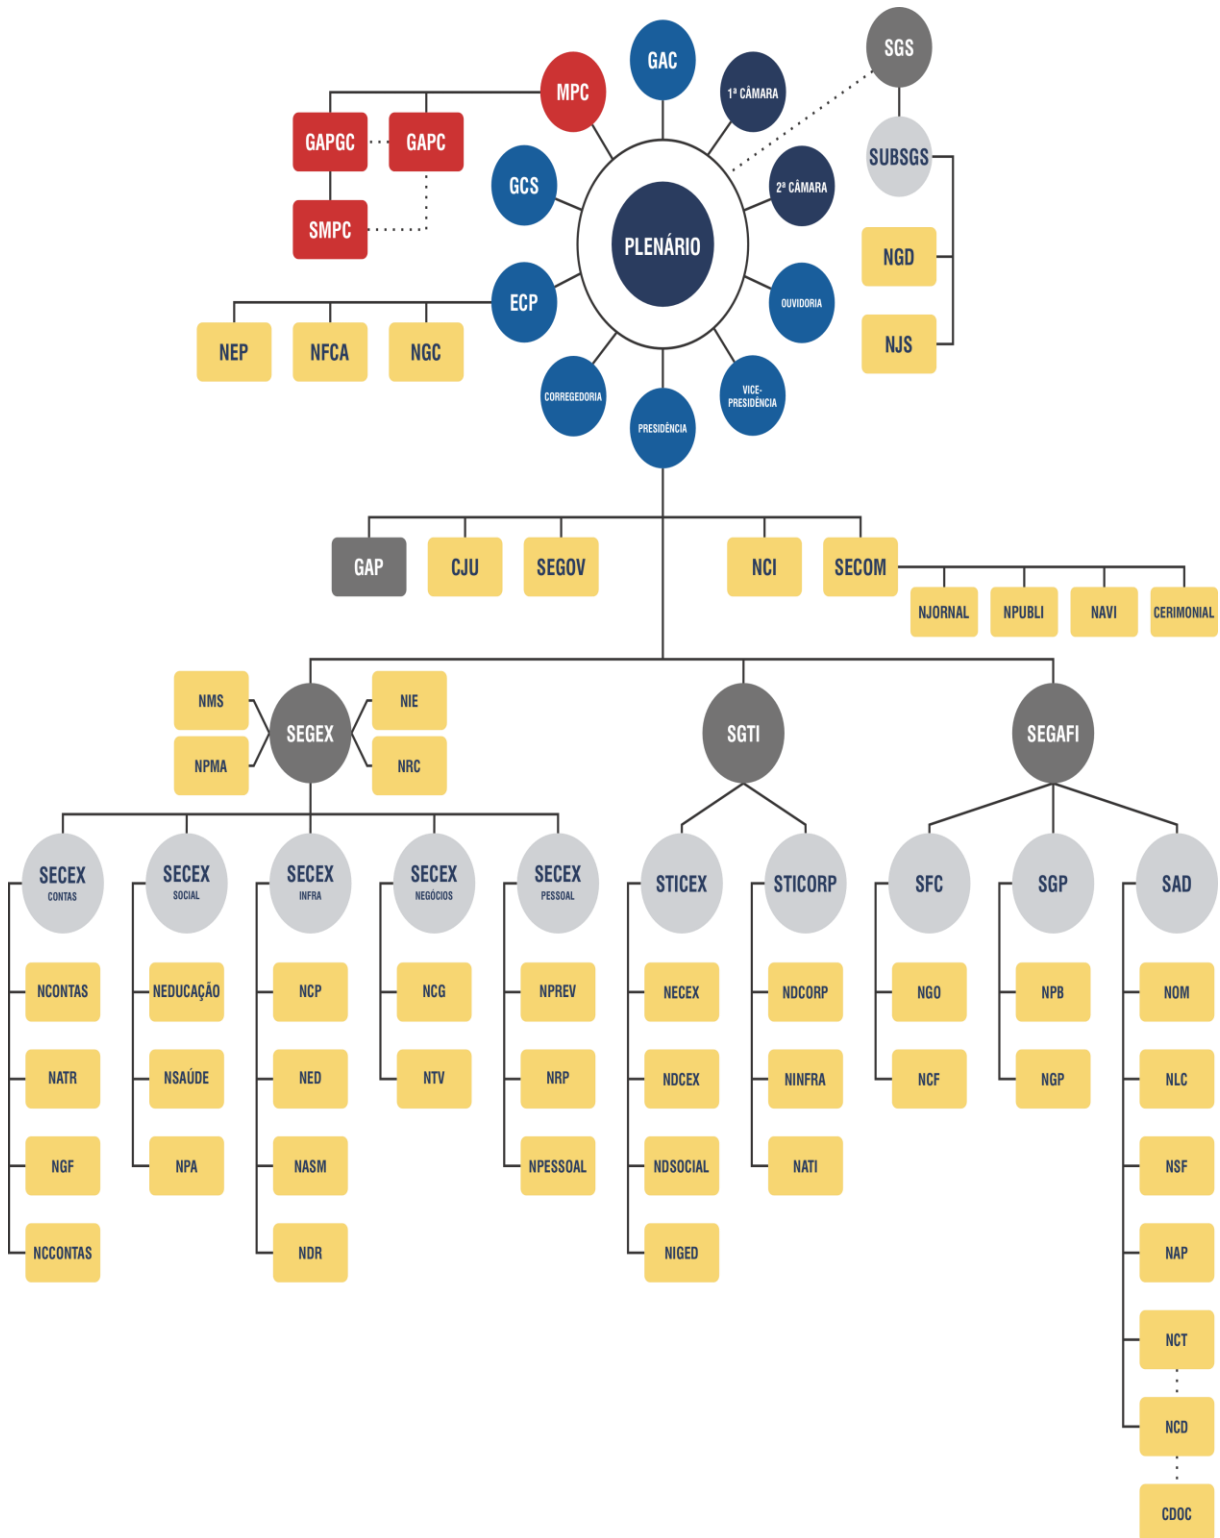 SGS
GAC
MPC
1ª CÂMARA
GAPGC
GAPC
SUBSGS
GCS
2ª CÂMARA
SMPC
PLENÁRIO
NGD
ECP
OUVIDORIA
NEP
NFCA
NGC
NJS
CORREGEDORIA
VICE-
PRESIDÊNCIA
PRESIDÊNCIA
GAP
CJU
SEGOV
NCI
SECOM
NJORNAL
NPUBLI
NAVI
CERIMONIAL
NMS
NIE
SEGEX
SGTI
SEGAFI
NPMA
NRC
SECEX
CONTAS
SECEX
SOCIAL
SECEX
INFRA
SECEX
NEGÓCIOS
SECEX
PESSOAL
STICEX
STICORP
SFC
SGP
SAD
NCONTAS
NEDUCAÇÃO
NCP
NCG
NPREV
NECEX
NDCORP
NGO
NPB
NOM
NATR
NSAÚDE
NED
NTV
NRP
NDCEX
NINFRA
NCF
NGP
NLC
NGF
NPA
NASM
NPESSOAL
NDSOCIAL
NATI
NSF
NCCONTAS
NDR
NIGED
NAP
NCT
NCD
CDOC